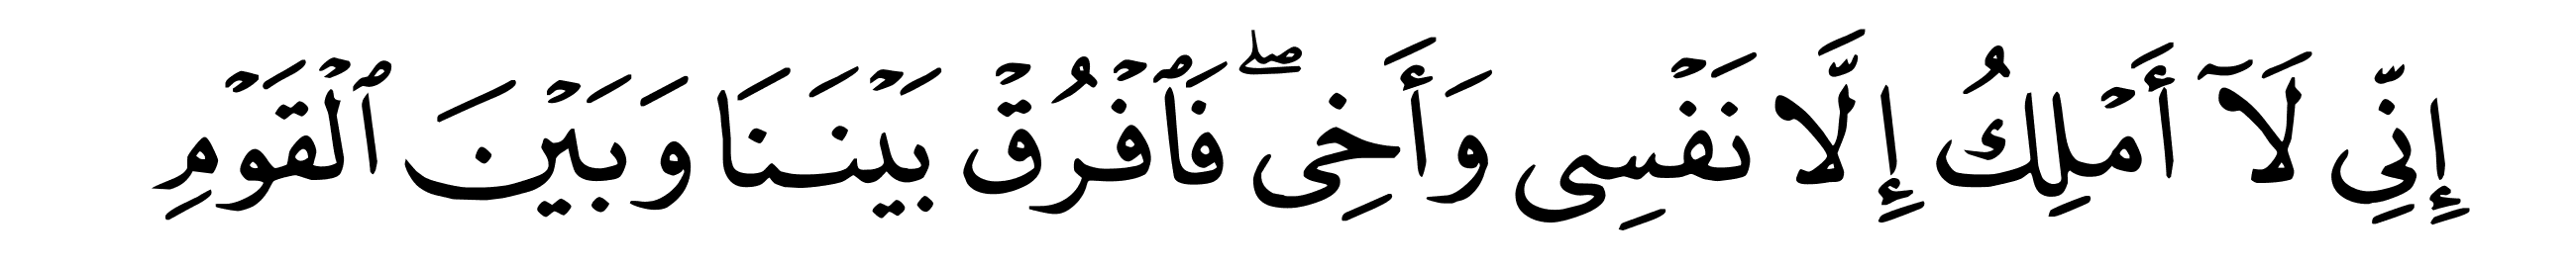 إِنِّى لَآ أَمْلِكُ إِلَّا نَفْسِى وَأَخِىۖ فَٱفْرُقْ بَيْنَنَا وَبَيْنَ ٱلْقَوْمِ